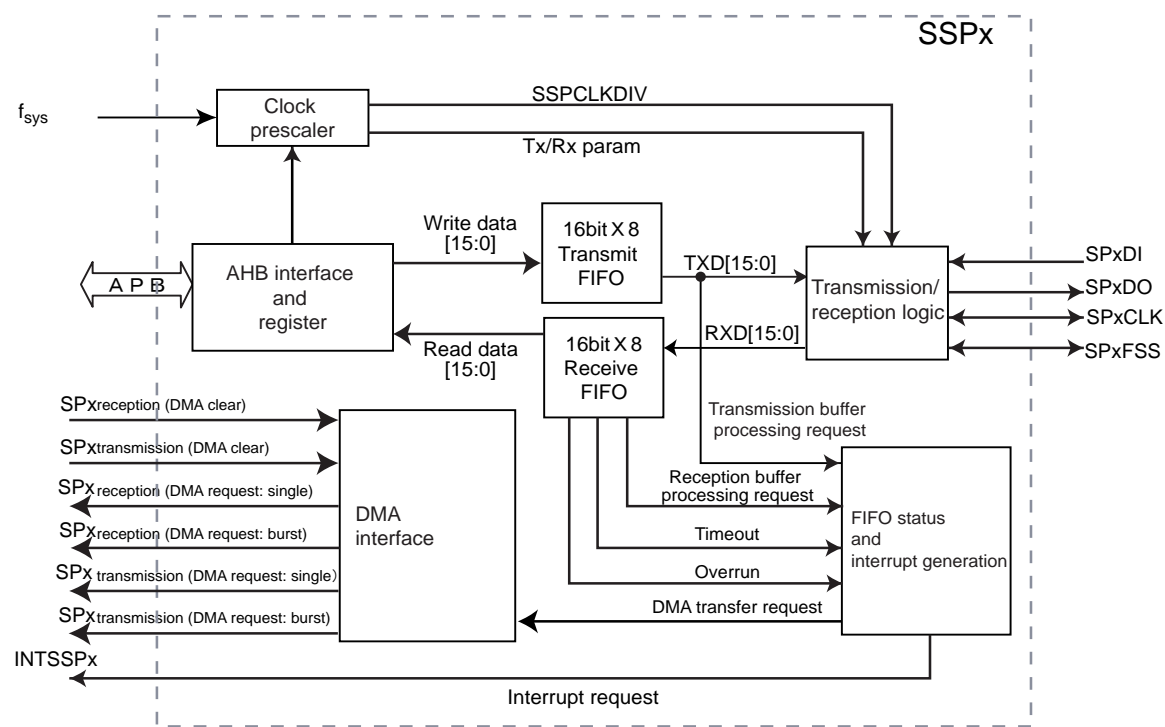 SSPx
SSPCLKDIV
Clock
prescaler
fsys
Tx/Rx param
Write data
[15:0]
16bit X 8
Transmit
FIFO
TXD[15:0]
SPxDI
AHB interface
and
register
APB
Transmission/
reception logic
SPxDO
SPxCLK
SPxFSS
RXD[15:0]
Read data
[15:0]
16bit X 8
Receive
FIFO
SPxreception (DMA clear)
SPxtransmission (DMA clear)
SPxreception (DMA request: single)
SPxreception (DMA request: burst)
SPx transmission (DMA request: single)
SPxtransmission (DMA request: burst)
DMA
interface
Transmission buffer
processing request
Reception buffer
processing request
Timeout
Overrun
DMA transfer request
FIFO status
and
interrupt generation
INTSSPx
Interrupt request